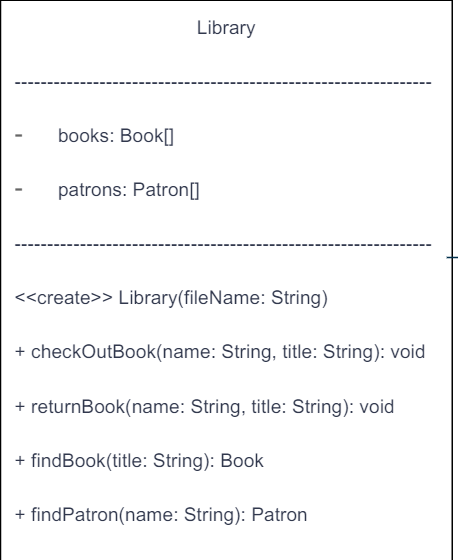 Library
-----------------------------------------------------------------
- books: Book[]
- patrons: Patron[]
-----------------------------------------------------------------
<<create>> Library(fileName: String)
+ checkOutBook(name: String, title: String): void
+ returnBook(name: String, title: String): void
+ findBook(title: String): Book
+ findPatron(name: String): Patron